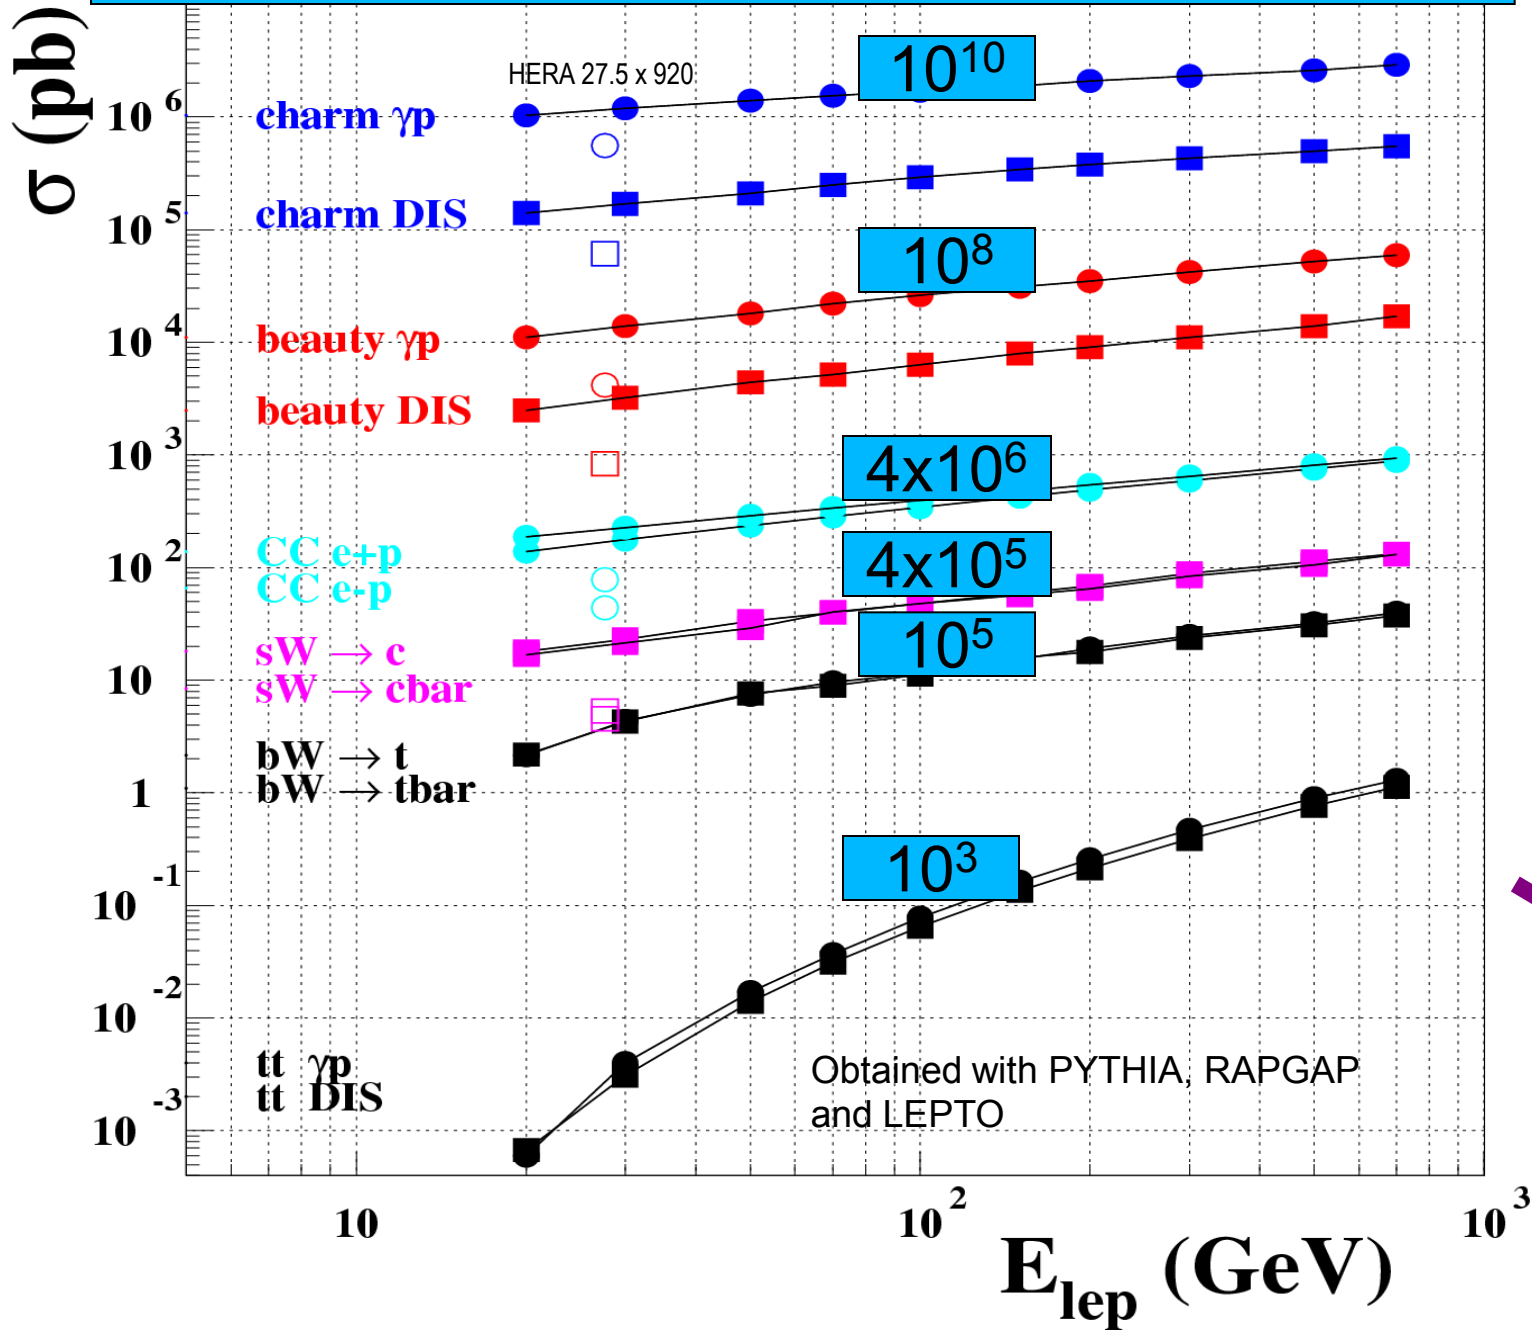 σ (pb)
HERA 27.5 x 920
10^10
10^6
charm γp
charm DIS
10^5
10^8
10^4
beauty γp
beauty DIS
10^3
4x10^6
CC e+p
10^2
4x10^5
CC e-p
sW → c
10^5
10
sW → cbar
bW → t
bW → tbar
1
10^3
10^-1
10^-2
tt γp
Obtained with PYTHIA, RAPGAP
tt DIS
and LEPTO
10^-3
10
10^2
10^3
E_lep (GeV)